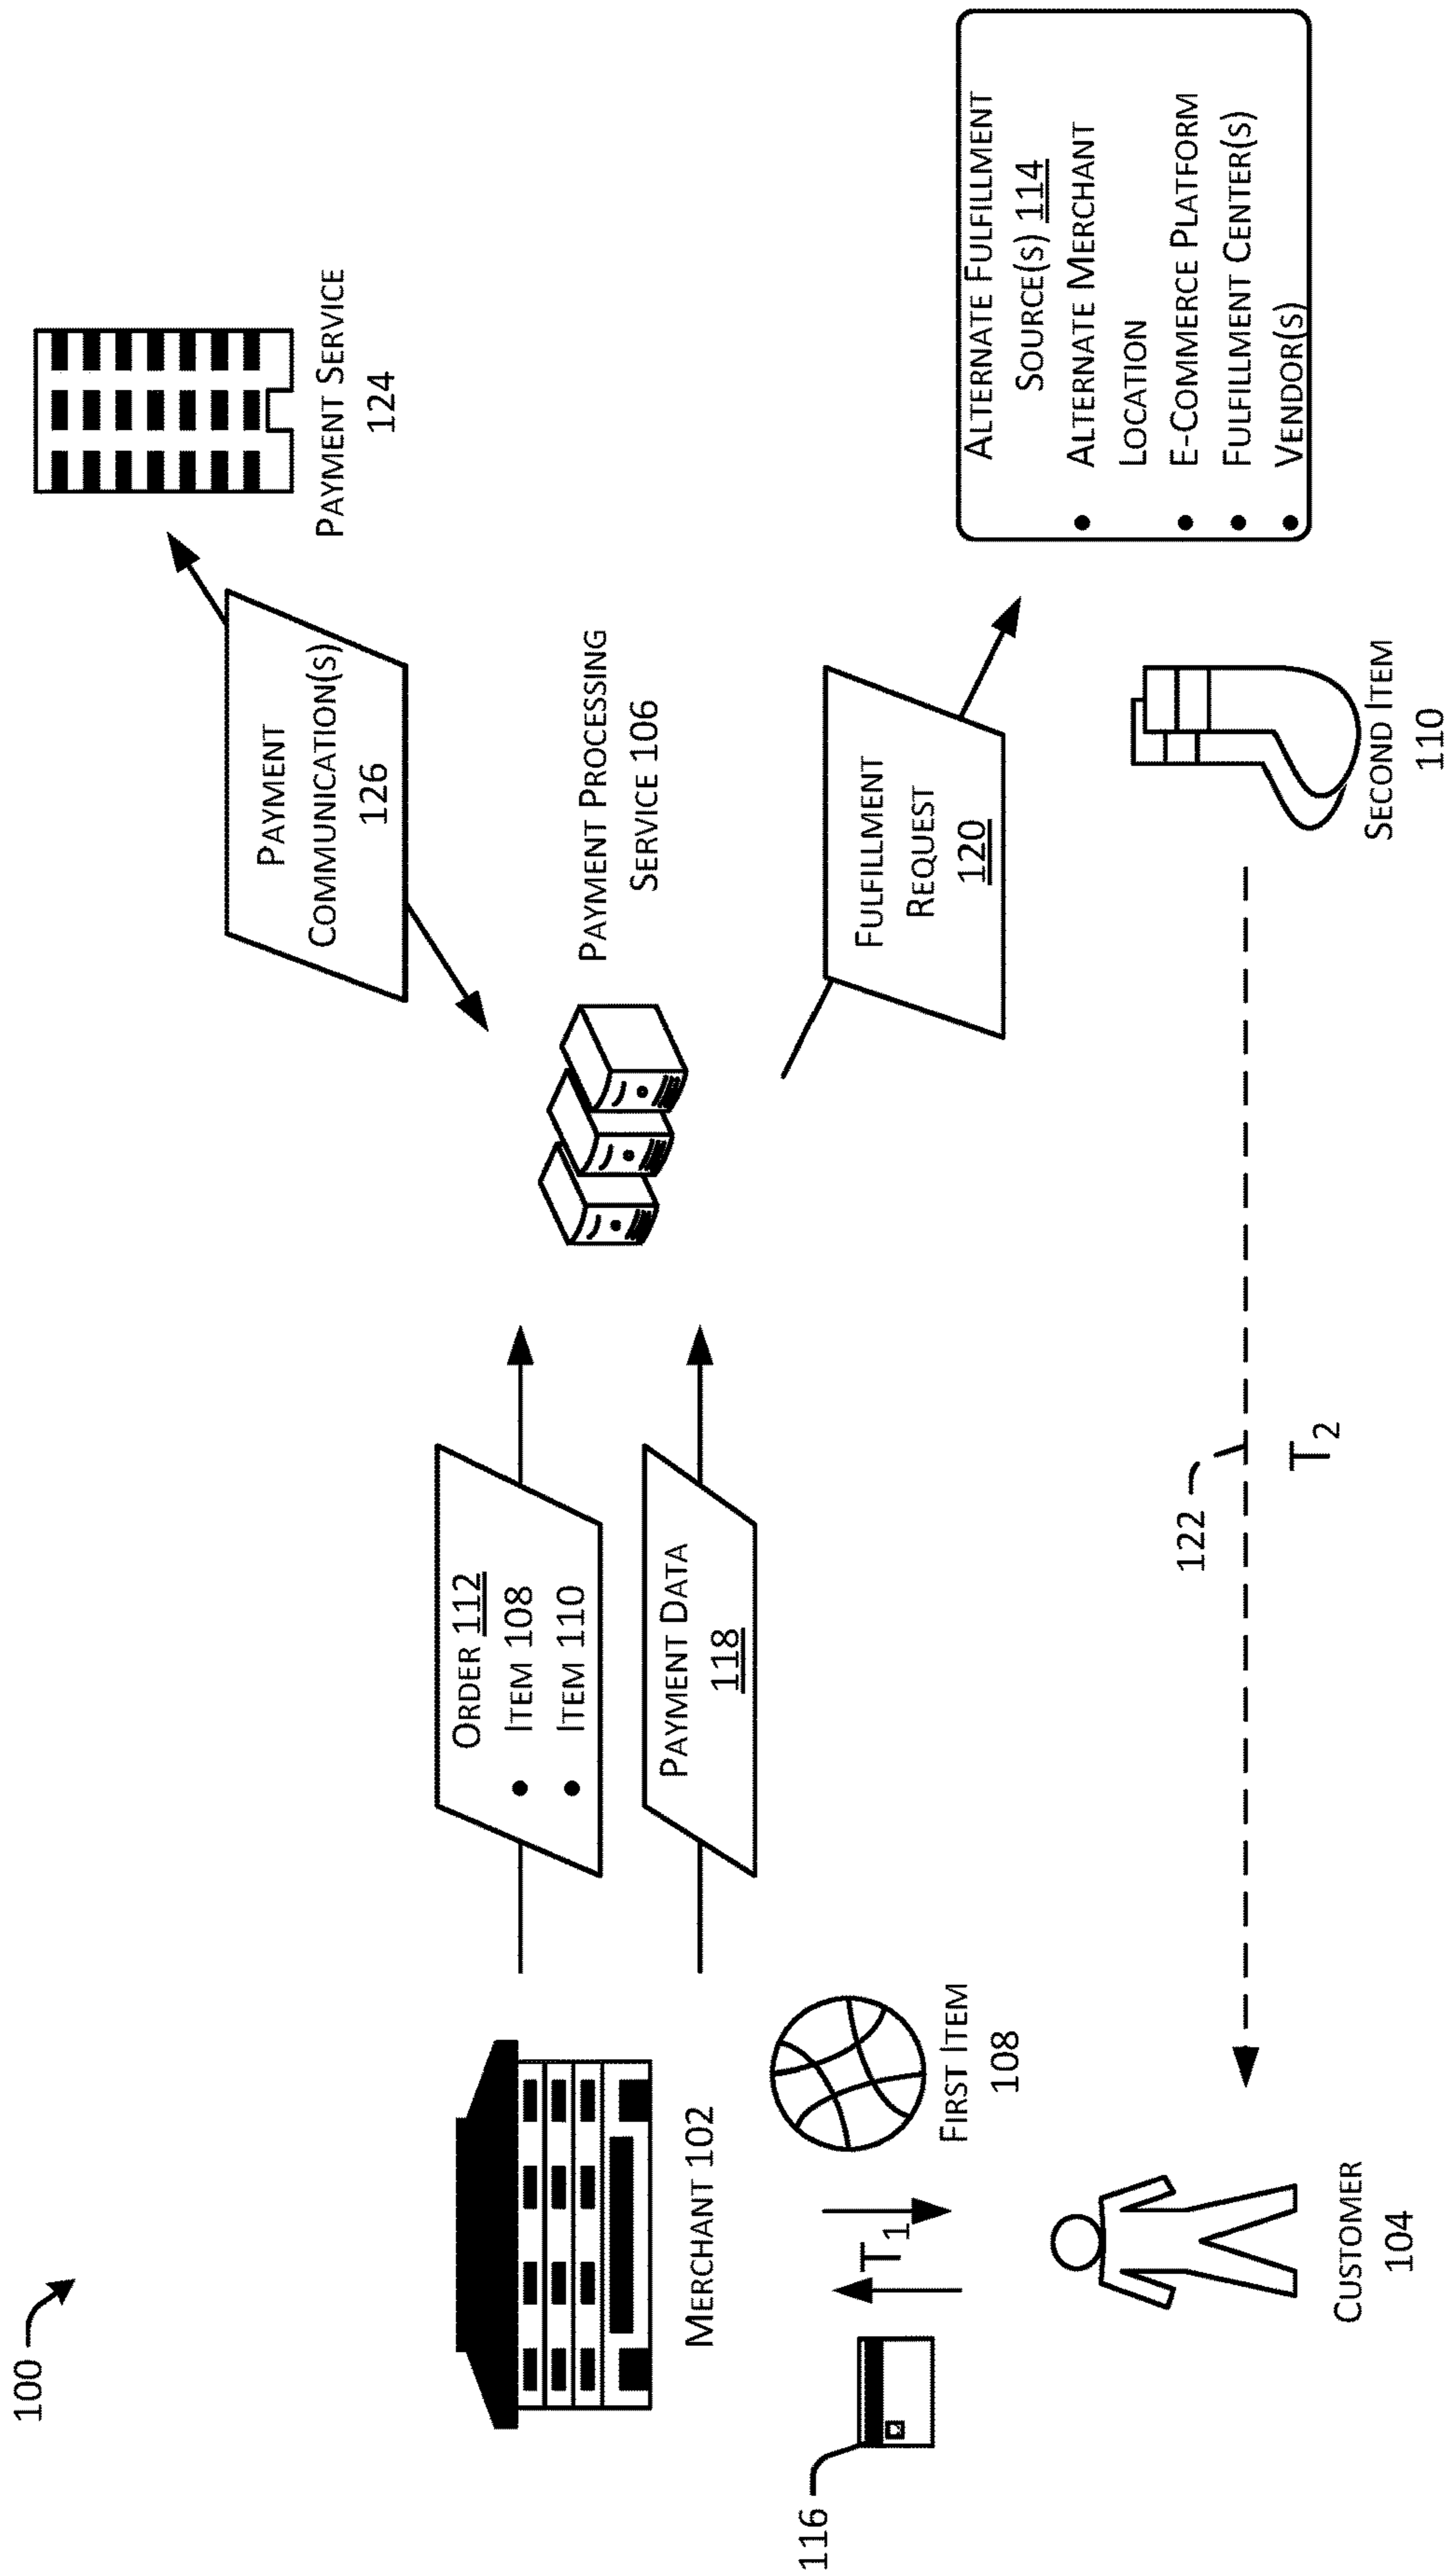 100
PAYMENT SERVICE
124
PAYMENT
COMMUNICATION(S)
126
ORDER 112
• ITEM 108
• ITEM 110
PAYMENT PROCESSING
SERVICE 106
PAYMENT DATA
118
MERCHANT 102
116
T1
FIRST ITEM
108
FULFILLMENT
REQUEST
120
ALTERNATE FULFILLMENT
SOURCE(S) 114
• ALTERNATE MERCHANT
LOCATION
• E-COMMERCE PLATFORM
• FULFILLMENT CENTER(S)
• VENDOR(S)
122
T2
CUSTOMER
104
SECOND ITEM
110